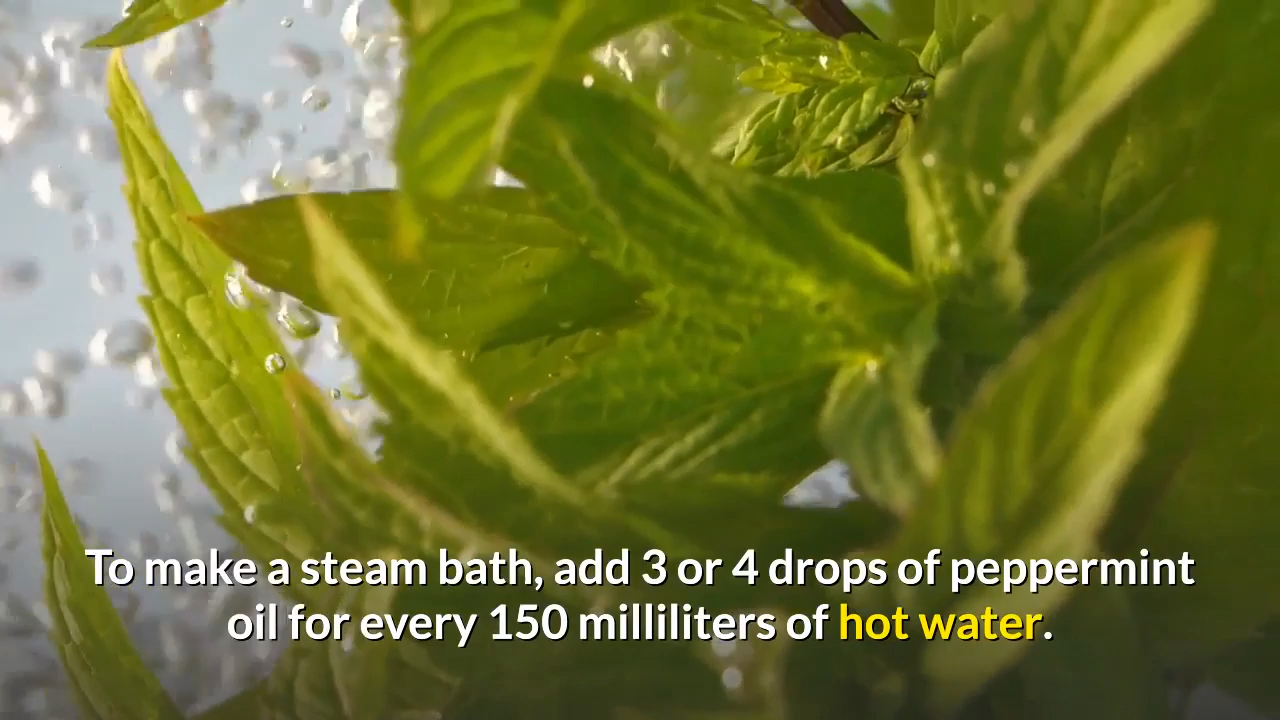 To make a steam bath, add 3 or 4 drops of peppermint
oil for every 150 milliliters of hot water.